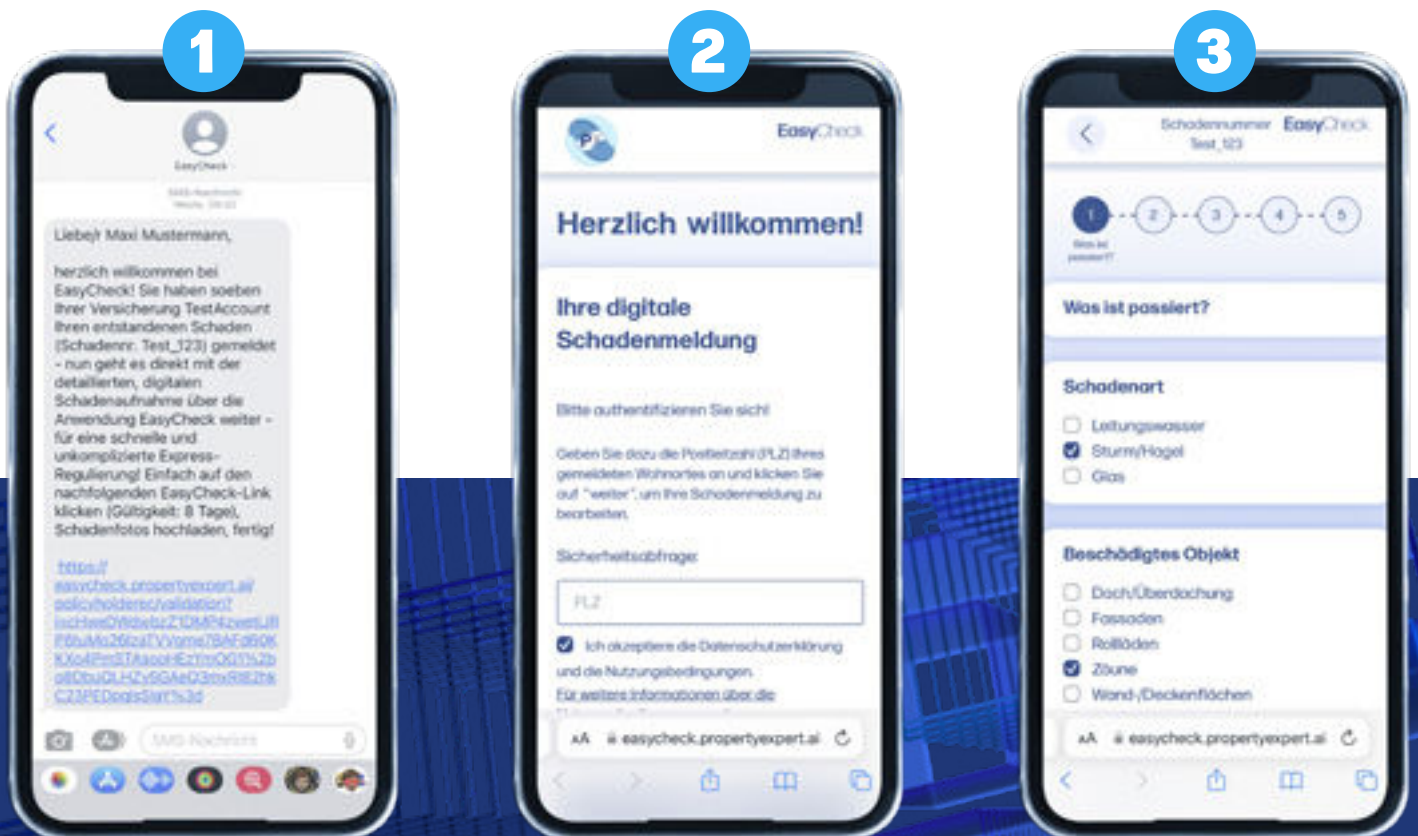 1
EasyCheck
SMS-Nachricht
Liebe/r Maxi Mustermann,
herzlich willkommen bei
EasyCheck! Sie haben soeben
Ihrer Versicherung TestAccount
Ihren entstandenen Schaden
(Schadennr. Test_123) gemeldet
- nun geht es direkt mit der
detaillierten, digitalen
Schadenaufnahme über die
Anwendung EasyCheck weiter -
für eine schnelle und
unkomplizierte Express-
Regulierung! Einfach auf den
nachfolgenden EasyCheck-Link
klicken (Gültigkeit: 8 Tage),
Schadenfotos hochladen, fertig!
https://
easycheck.propertyexpert.ai/
policyholderec/validation?
SMS-Nachricht
2
EasyCheck
Herzlich willkommen!
Ihre digitale
Schadenmeldung
Bitte authentifizieren Sie sich!
Geben Sie dazu die Postleitzahl (PLZ) Ihres
gemeldeten Wohnortes an und klicken Sie
auf "weiter", um Ihre Schadenmeldung zu
bearbeiten.
Sicherheitsabfrage:
PLZ
Ich akzeptiere die Datenschutzerklärung
und die Nutzungsbedingungen.
Für weitere Informationen über die
AA easycheck.propertyexpert.ai
3
Schadennummer EasyCheck
Test_123
1 2 3 4 5
Was ist
passiert?
Was ist passiert?
Schadenart
Leitungswasser
Sturm/Hagel
Glas
Beschädigtes Objekt
Dach/Überdachung
Fassaden
Rollläden
Zäune
Wand-/Deckenflächen
AA easycheck.propertyexpert.ai